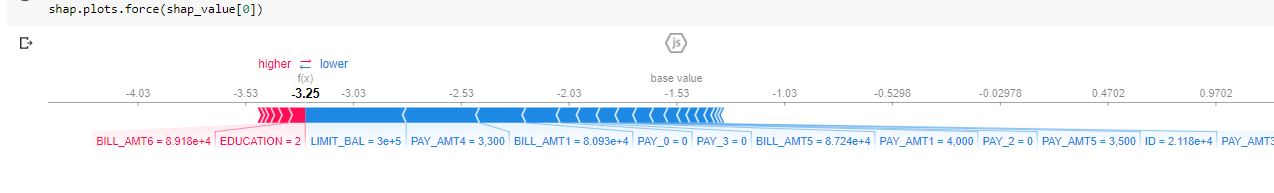 shap.plots.force(shap_value[0])
js
higher ⇄ lower
f(x) base value
-4.03 -3.53 -3.25 -3.03 -2.53 -2.03 -1.53 -1.03 -0.5298 -0.02978 0.4702 0.9702
BILL_AMT6 = 8.918e+4 EDUCATION = 2 LIMIT_BAL = 3e+5 PAY_AMT4 = 3,300 BILL_AMT1 = 8.093e+4 PAY_0 = 0 PAY_3 = 0 BILL_AMT5 = 8.724e+4 PAY_AMT1 = 4,000 PAY_2 = 0 PAY_AMT5 = 3,500 ID = 2.118e+4 PAY_AMT3